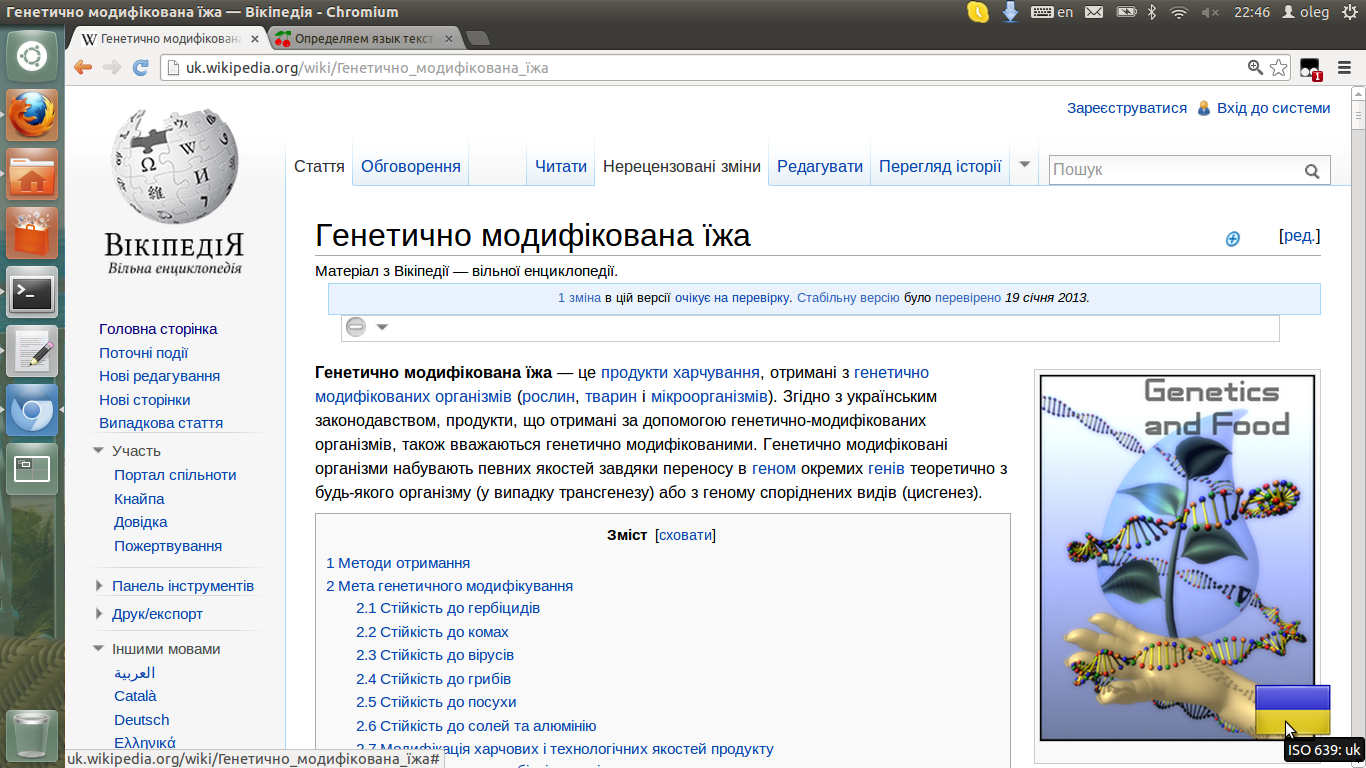 Генетично модифікована їжа — Вікіпедія - Chromium
en
22:46
oleg
Генетично модифікована
Определяем язык текст
uk.wikipedia.org/wiki/Генетично_модифікована_їжа
1
Зареєструватися
Вхід до системи
Стаття
Обговорення
Читати
Нерецензовані зміни
Редагувати
Перегляд історії
Пошук
ВІКІПЕДІЯ
Вільна енциклопедія
Головна сторінка
Поточні події
Нові редагування
Нові сторінки
Випадкова стаття
Участь
Портал спільноти
Кнайпа
Довідка
Пожертвування
Панель інструментів
Друк/експорт
Іншими мовами
العربية
Català
Deutsch
Ελληνικά
Генетично модифікована їжа
[ред.]
Матеріал з Вікіпедії — вільної енциклопедії.
1 зміна в цій версії очікує на перевірку. Стабільну версію було перевірено 19 січня 2013.
Генетично модифікована їжа — це продукти харчування, отримані з генетично
модифікованих організмів (рослин, тварин і мікроорганізмів). Згідно з українським
законодавством, продукти, що отримані за допомогою генетично-модифікованих
організмів, також вважаються генетично модифікованими. Генетично модифіковані
організми набувають певних якостей завдяки переносу в геном окремих генів теоретично з
будь-якого організму (у випадку трансгенезу) або з геному споріднених видів (цисгенез).
Зміст [сховати]
1 Методи отримання
2 Мета генетичного модифікування
2.1 Стійкість до гербіцидів
2.2 Стійкість до комах
2.3 Стійкість до вірусів
2.4 Стійкість до грибів
2.5 Стійкість до посухи
2.6 Стійкість до солей та алюмінію
2.7 Модифікація харчових і технологічних якостей продукту
Genetics
and Food
ISO 639: uk
uk.wikipedia.org/wiki/Генетично_модифікована_їжа#